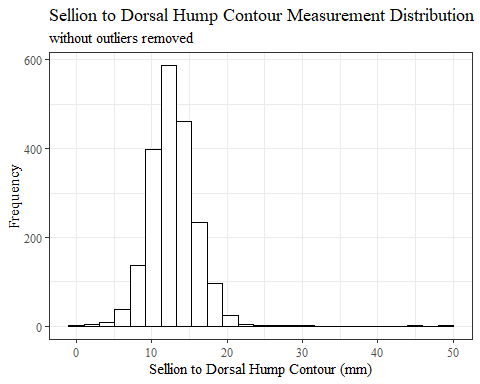 Sellion to Dorsal Hump Contour Measurement Distribution
without outliers removed
600
400
200
0
Frequency
0 10 20 30 40 50
Sellion to Dorsal Hump Contour (mm)